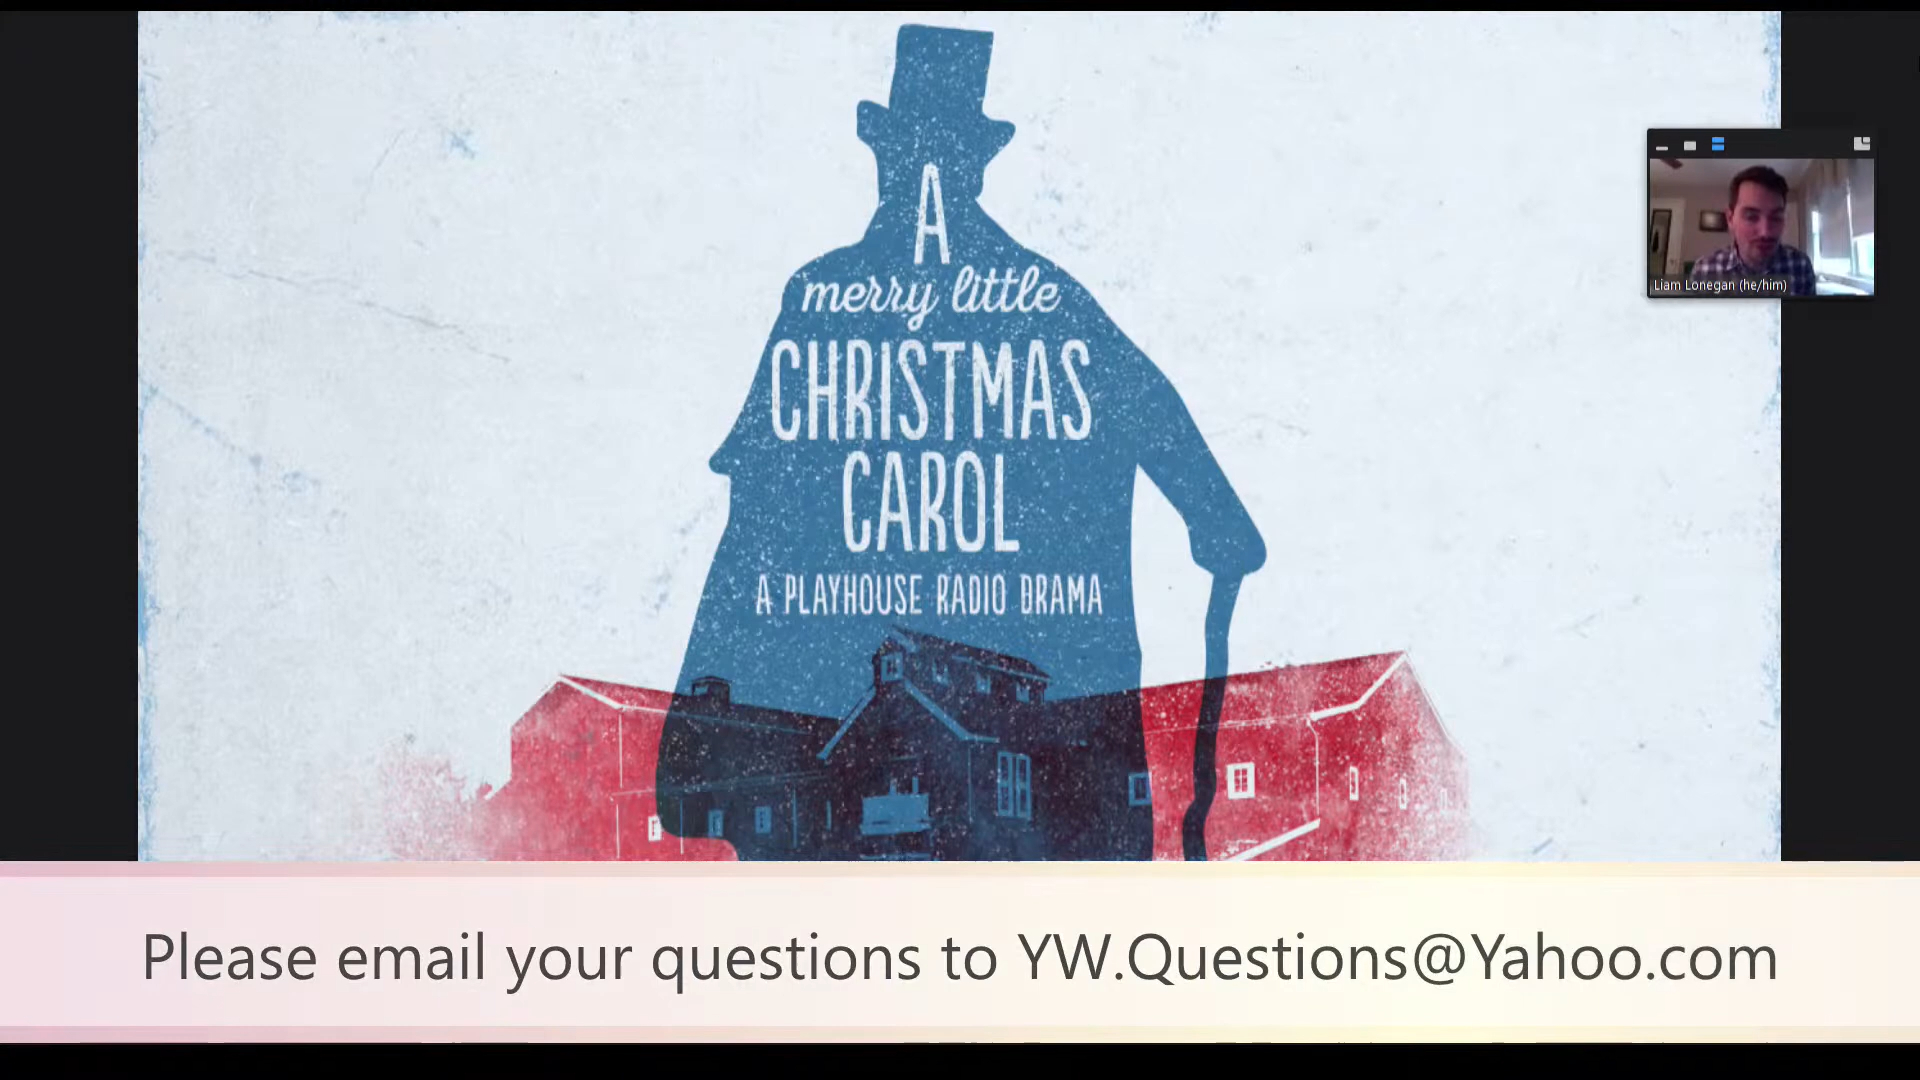 A
merry little
CHRISTMAS
CAROL
A PLAYHOUSE RADIO DRAMA
Liam Lonegan (he/him)
Please email your questions to YW.Questions@Yahoo.com